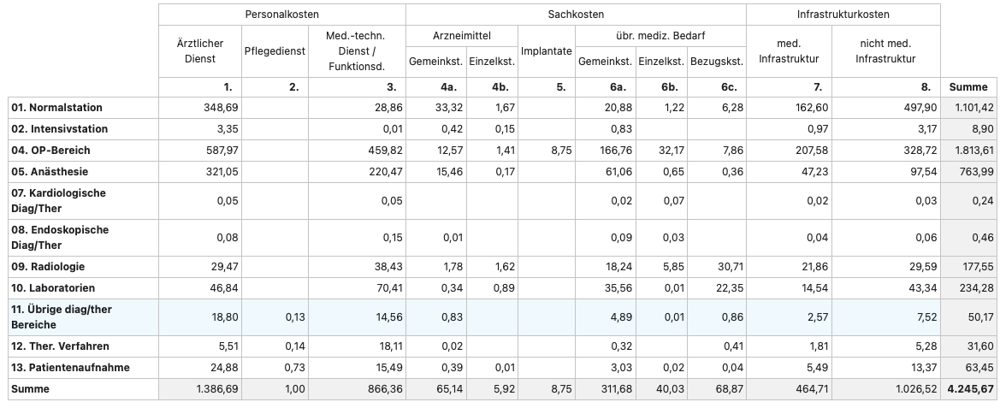 Personalkosten Sachkosten Infrastrukturkosten
Ärztlicher Dienst Pflegedienst Med.-techn. Dienst / Funktionsd. Arzneimittel Implantate übr. mediz. Bedarf med. Infrastruktur nicht med. Infrastruktur
Gemeinkst. Einzelkst. Gemeinkst. Einzelkst. Bezugskst.
1. 2. 3. 4a. 4b. 5. 6a. 6b. 6c. 7. 8. Summe
01. Normalstation 348,69 28,86 33,32 1,67 20,88 1,22 6,28 162,60 497,90 1.101,42
02. Intensivstation 3,35 0,01 0,42 0,15 0,83 0,97 3,17 8,90
04. OP-Bereich 587,97 459,82 12,57 1,41 8,75 166,76 32,17 7,86 207,58 328,72 1.813,61
05. Anästhesie 321,05 220,47 15,46 0,17 61,06 0,65 0,36 47,23 97,54 763,99
07. Kardiologische
Diag/Ther 0,05 0,05 0,02 0,07 0,02 0,03 0,24
08. Endoskopische
Diag/Ther 0,08 0,15 0,01 0,09 0,03 0,04 0,06 0,46
09. Radiologie 29,47 38,43 1,78 1,62 18,24 5,85 30,71 21,86 29,59 177,55
10. Laboratorien 46,84 70,41 0,34 0,89 35,56 0,01 22,35 14,54 43,34 234,28
11. Übrige diag/ther
Bereiche 18,80 0,13 14,56 0,83 4,89 0,01 0,86 2,57 7,52 50,17
12. Ther. Verfahren 5,51 0,14 18,11 0,02 0,32 0,41 1,81 5,28 31,60
13. Patientenaufnahme 24,88 0,73 15,49 0,39 0,01 3,03 0,02 0,04 5,49 13,37 63,45
Summe 1.386,69 1,00 866,36 65,14 5,92 8,75 311,68 40,03 68,87 464,71 1.026,52 4.245,67